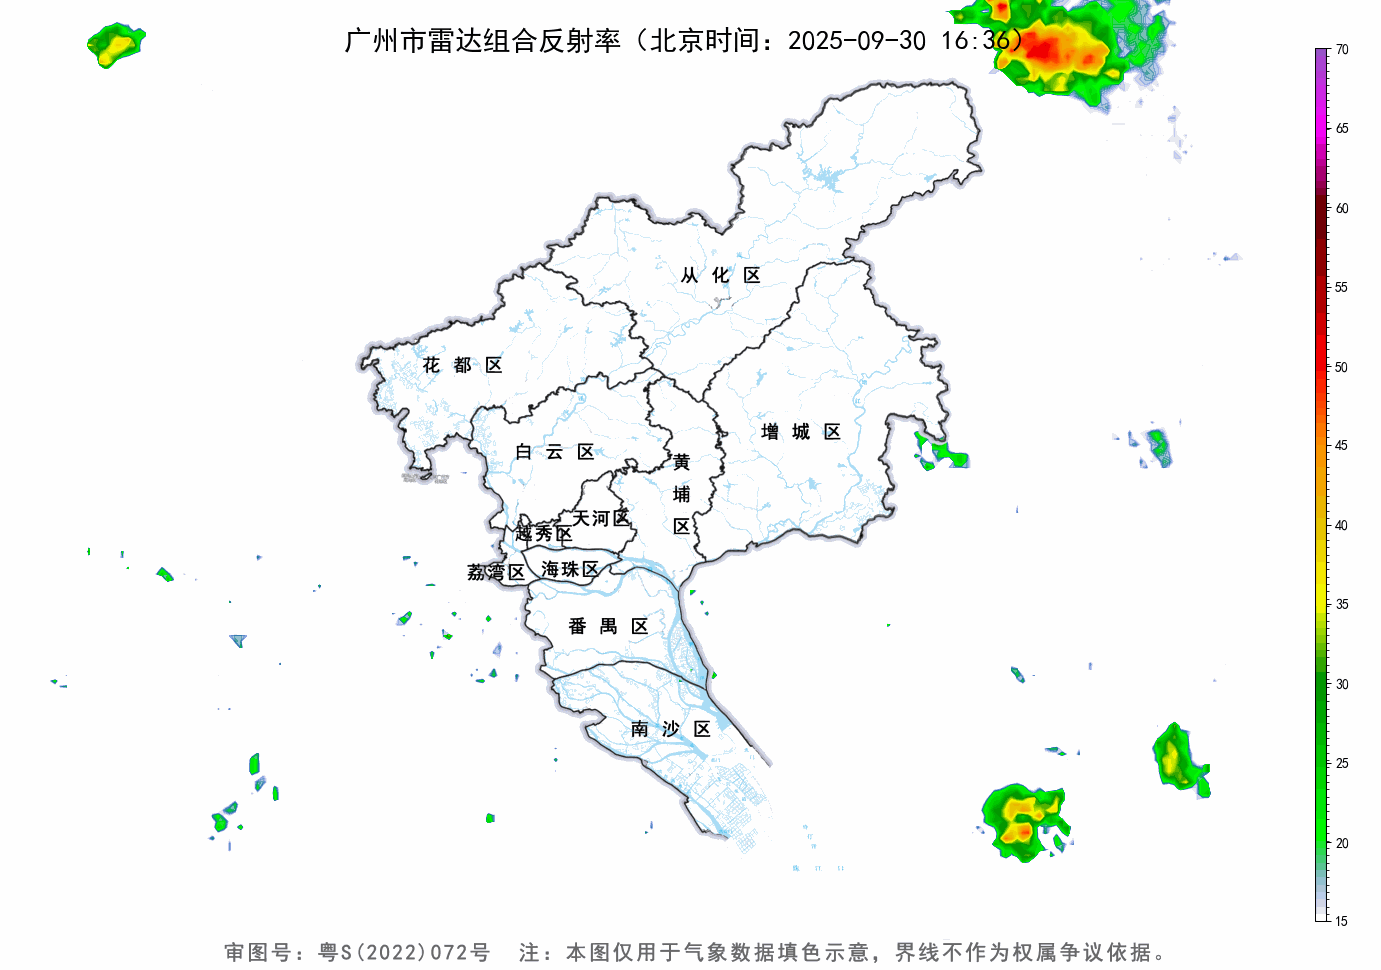 广州市雷达组合反射率（北京时间：2025-09-30 16:36）
70
65
60
55
50
45
40
35
30
25
20
15
从化区
花都区
增城区
白云区
黄埔区
天河区
越秀区
海珠区
荔湾区
番禺区
南沙区
审图号：粤S(2022)072号 注：本图仅用于气象数据填色示意，界线不作为权属争议依据。